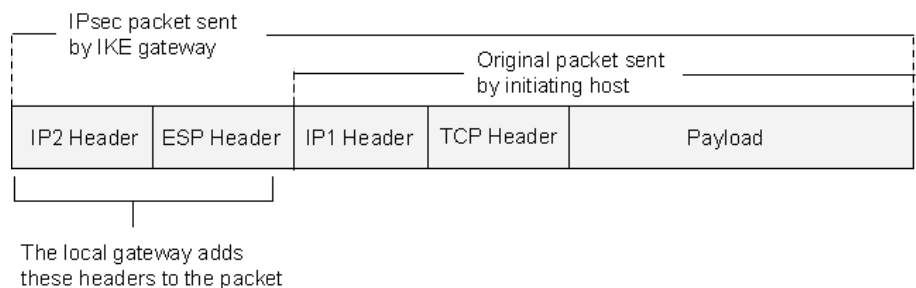 IPsec packet sent
by IKE gateway
Original packet sent
by initiating host
IP2 Header
ESP Header
IP1 Header
TCP Header
Payload
The local gateway adds
these headers to the packet